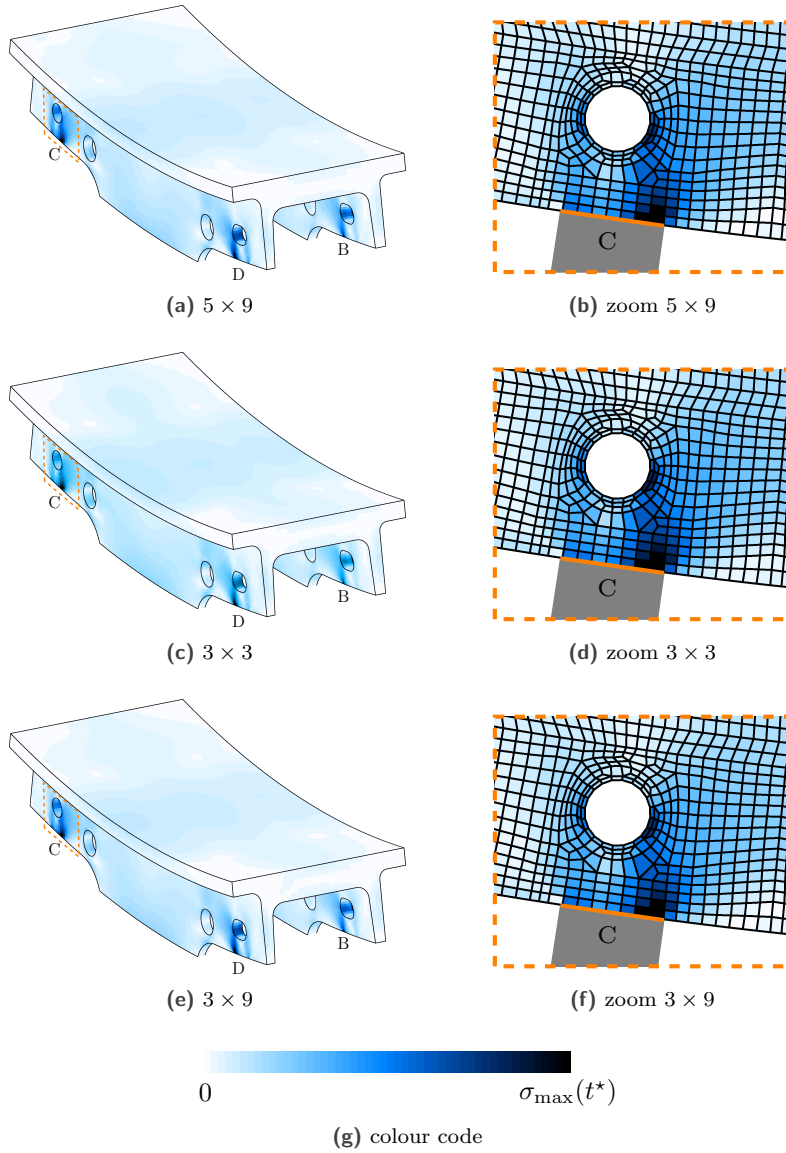 C
D
B
(a) 5 × 9
C
(b) zoom 5 × 9
C
D
B
(c) 3 × 3
C
(d) zoom 3 × 3
C
D
B
(e) 3 × 9
C
(f) zoom 3 × 9
0
σmax(t⋆)
(g) colour code